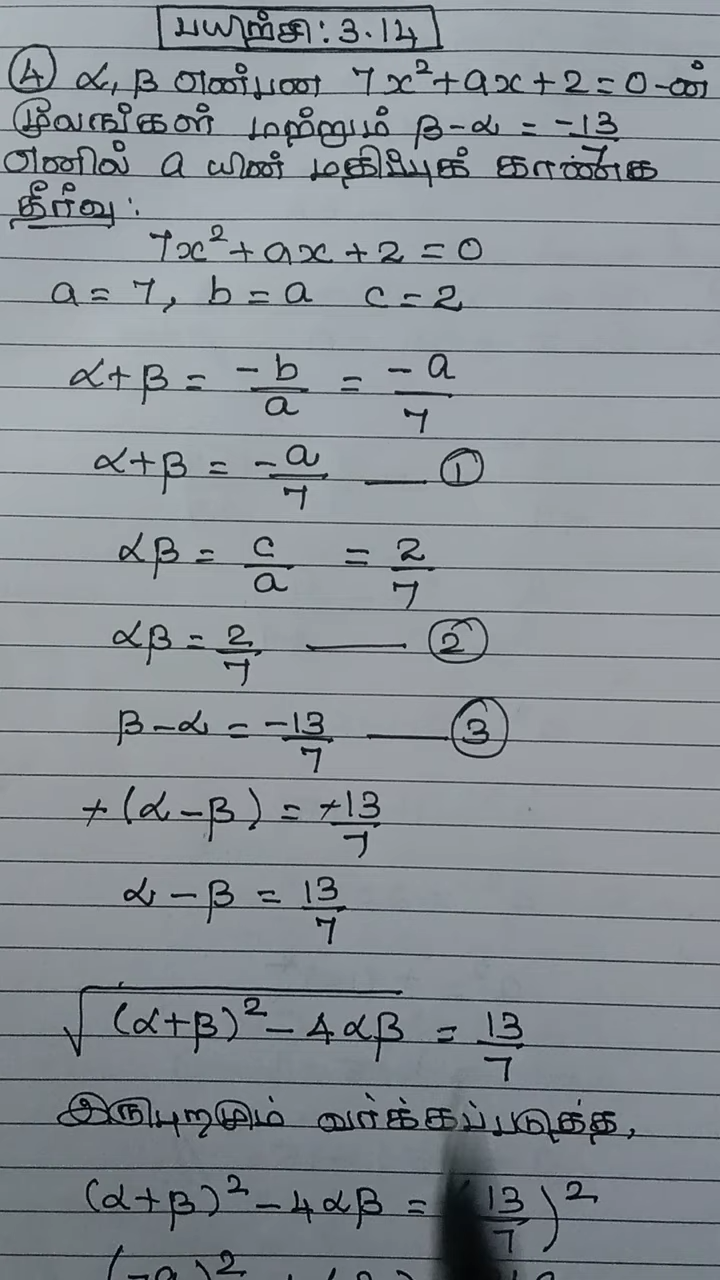 பயிற்சி: 3.14
④ α, β என்பன 7x² + ax + 2 = 0-ன்
மூலங்கள் மற்றும் β - α = -13/7
எனில் a யின் மதிப்புக் காண்க
தீர்வு:
7x² + ax + 2 = 0
a = 7, b = a c = 2
α + β = -b/a = -a/7
α + β = -a/7 —— ①
αβ = c/a = 2/7
αβ = 2/7 —— ②
β - α = -13/7 —— ③
+(α - β) = +13/7
α - β = 13/7
√((α + β)² - 4αβ) = 13/7
இருபுறமும் வர்க்கப்படுத்த,
(α + β)² - 4αβ = (13/7)²